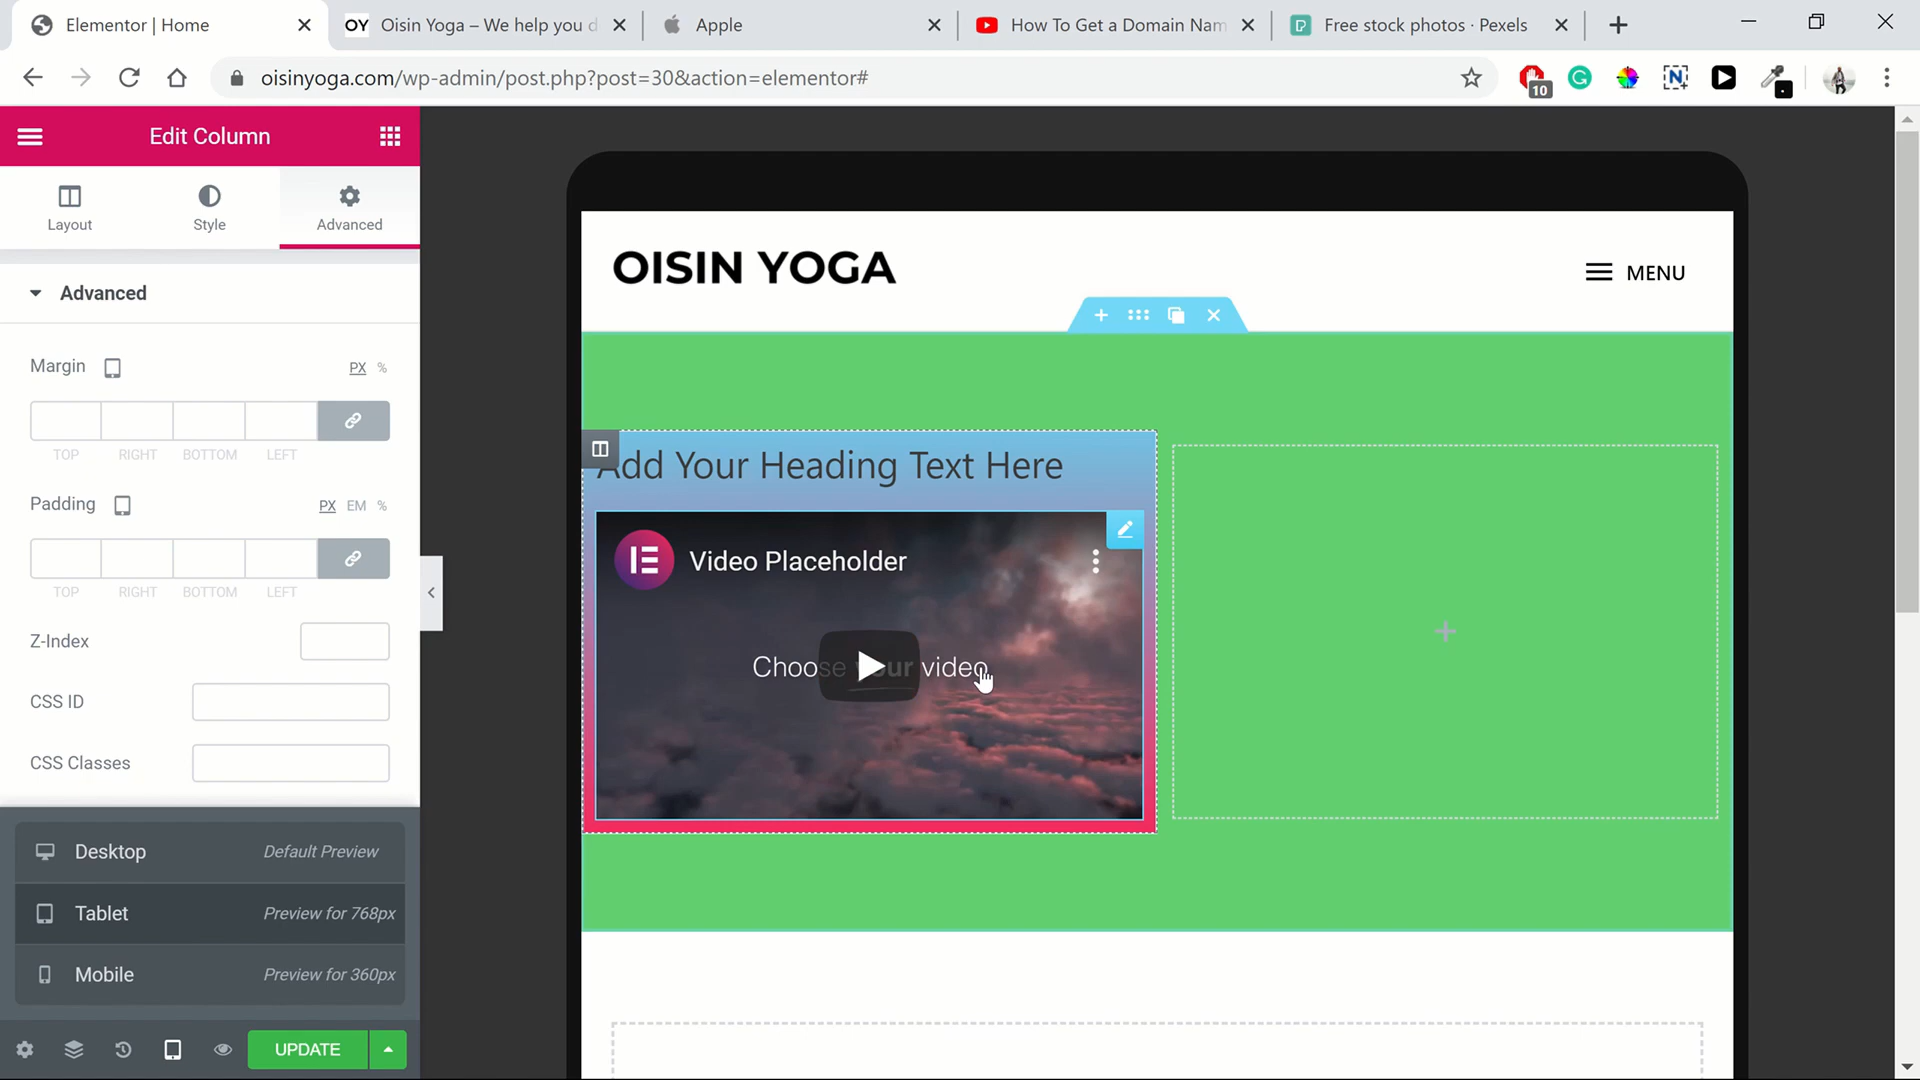 Elementor | Home
OY Oisin Yoga – We help you d
Apple
How To Get a Domain Nam
Free stock photos · Pexels
oisinyoga.com/wp-admin/post.php?post=30&action=elementor#
10
Edit Column
Layout
Style
Advanced
Advanced
Margin
PX %
TOP RIGHT BOTTOM LEFT
Padding
PX EM %
TOP RIGHT BOTTOM LEFT
Z-Index
CSS ID
CSS Classes
Desktop Default Preview
Tablet Preview for 768px
Mobile Preview for 360px
UPDATE
OISIN YOGA
MENU
Add Your Heading Text Here
Video Placeholder
Choose your video